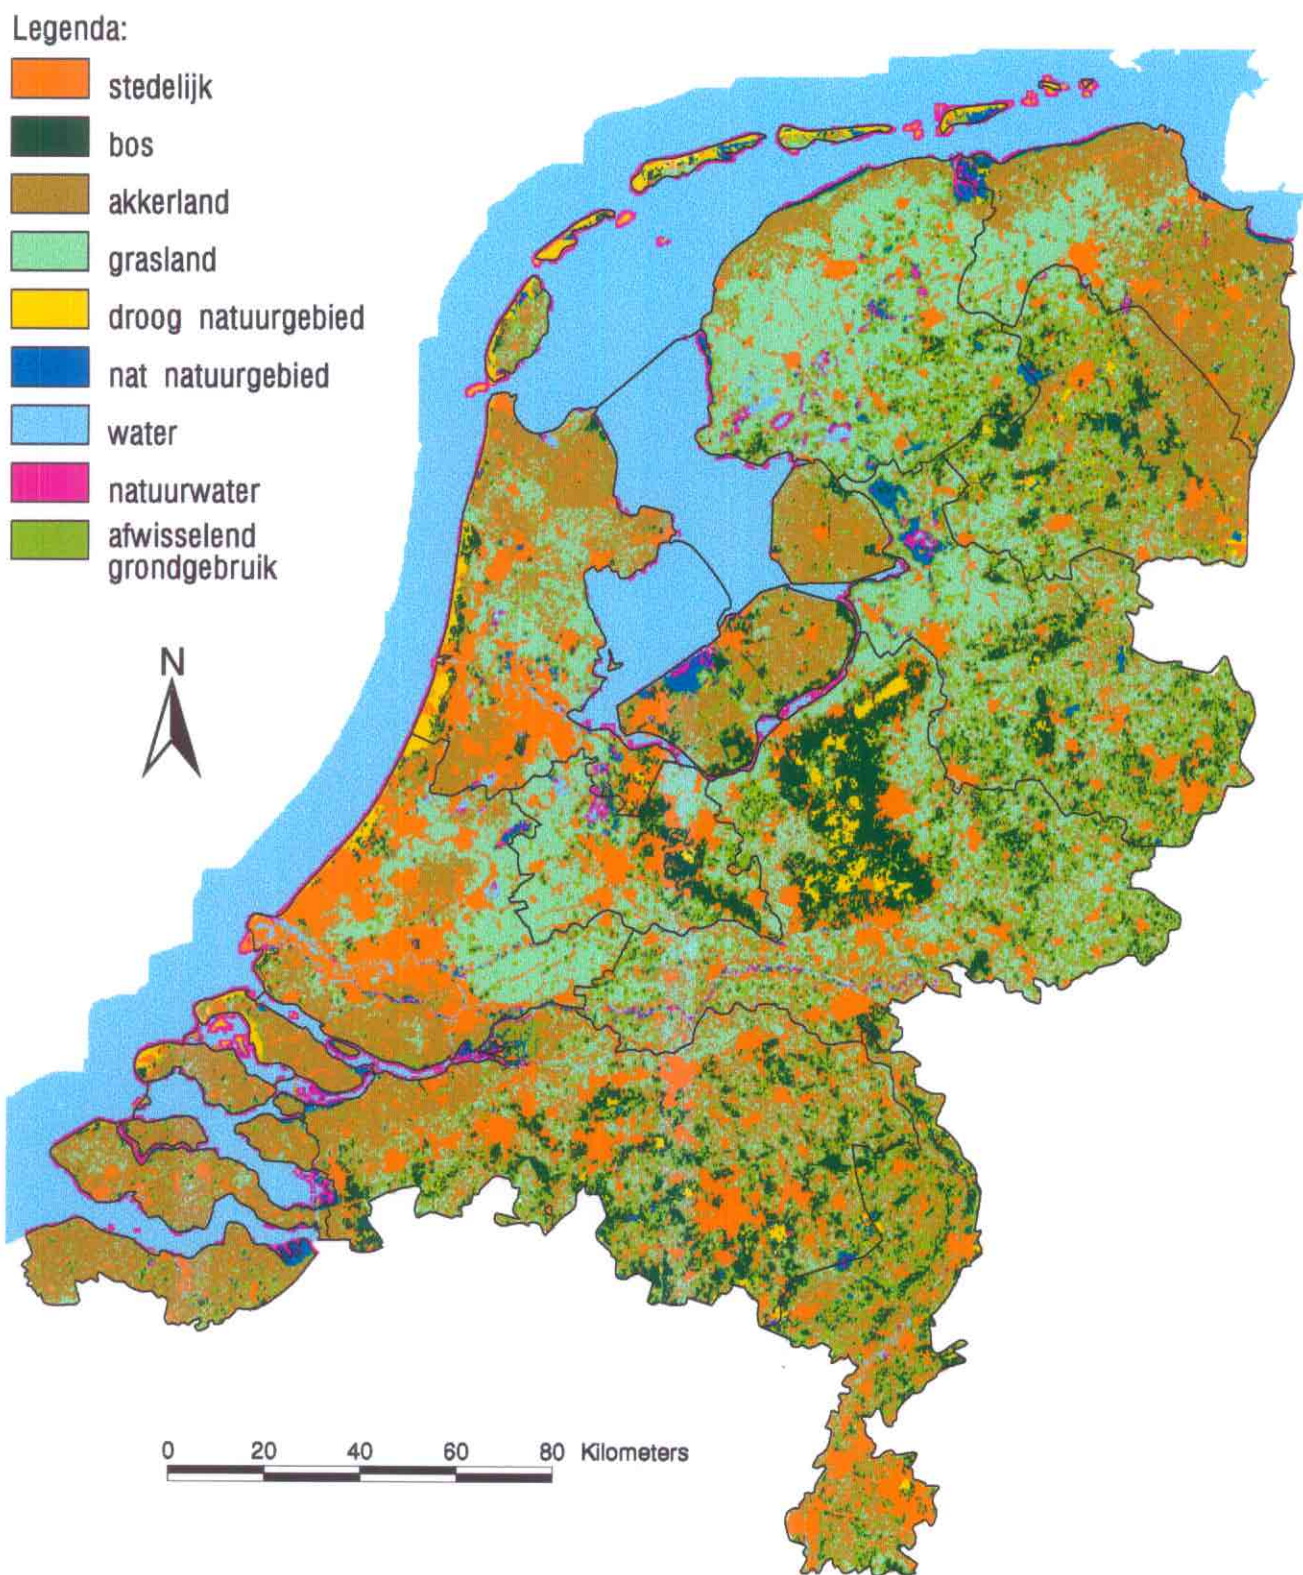 Legenda:
stedelijk
bos
akkerland
grasland
droog natuurgebied
nat natuurgebied
water
natuurwater
afwisselend
grondgebruik
N
0 20 40 60 80 Kilometers